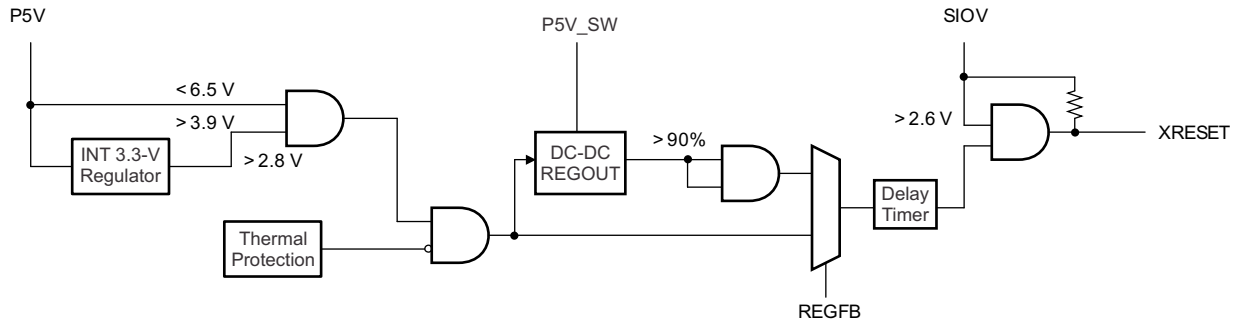 P5V
P5V_SW
SIOV
<6.5 V
>3.9 V
INT 3.3-V
Regulator
>2.8 V
Thermal
Protection
DC-DC
REGOUT
>90%
Delay
Timer
>2.6 V
XRESET
REGFB